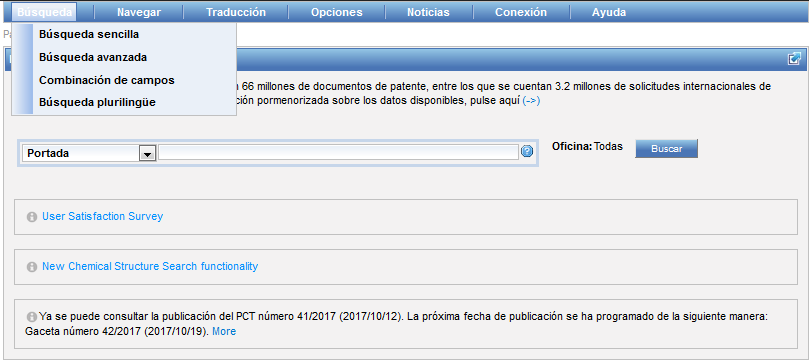 Búsqueda Navegar Traducción Opciones Noticias Conexión Ayuda
Búsqueda sencilla
Búsqueda avanzada
Combinación de campos
Búsqueda plurilingüe
n 66 millones de documentos de patente, entre los que se cuentan 3.2 millones de solicitudes internacionales de
ción pormenorizada sobre los datos disponibles, pulse aquí (->)
Portada
Oficina: Todas
Buscar
User Satisfaction Survey
New Chemical Structure Search functionality
Ya se puede consultar la publicación del PCT número 41/2017 (2017/10/12). La próxima fecha de publicación se ha programado de la siguiente manera:
Gaceta número 42/2017 (2017/10/19). More